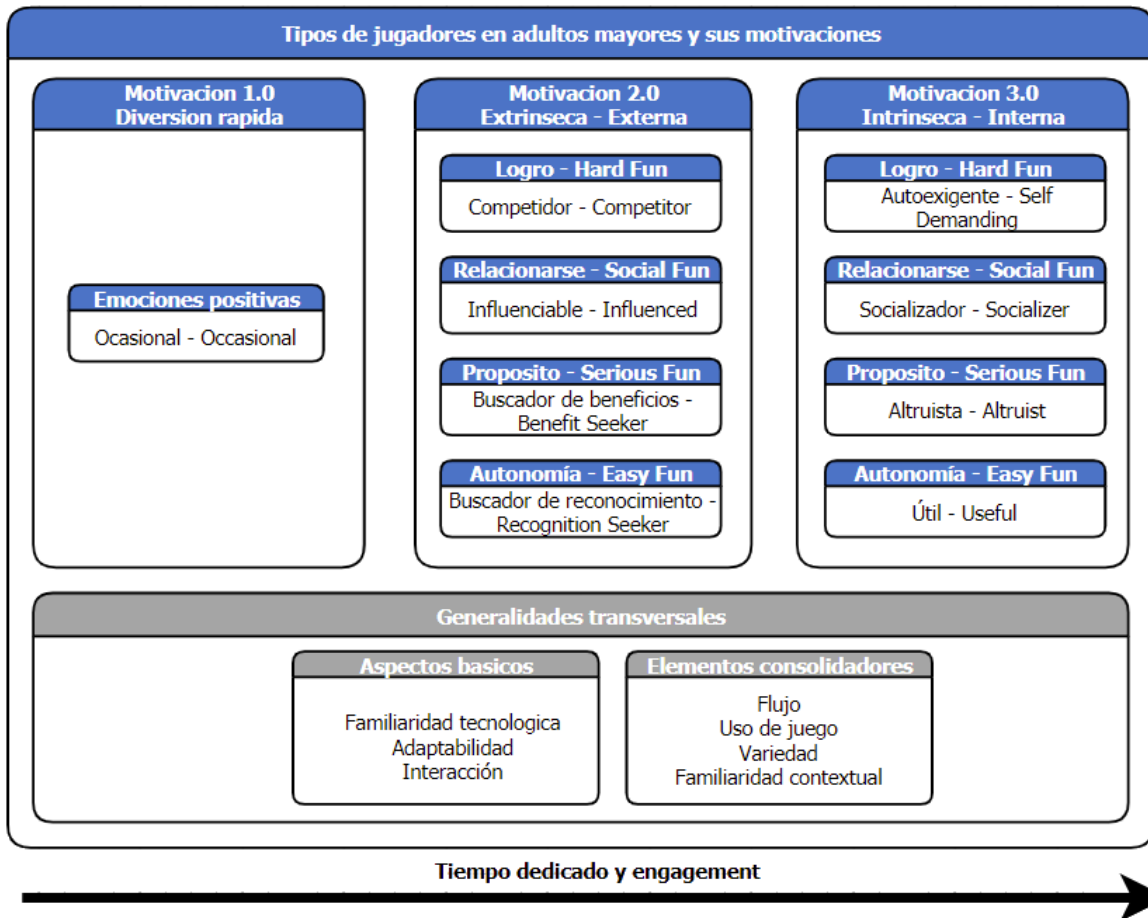 Tipos de jugadores en adultos mayores y sus motivaciones
Motivacion 1.0
Diversion rapida
Emociones positivas
Ocasional - Occasional
Motivacion 2.0
Extrinseca - Externa
Logro - Hard Fun
Competidor - Competitor
Relacionarse - Social Fun
Influenciable - Influenced
Proposito - Serious Fun
Buscador de beneficios -
Benefit Seeker
Autonomía - Easy Fun
Buscador de reconocimiento -
Recognition Seeker
Motivacion 3.0
Intrinseca - Interna
Logro - Hard Fun
Autoexigente - Self
Demanding
Relacionarse - Social Fun
Socializador - Socializer
Proposito - Serious Fun
Altruista - Altruist
Autonomía - Easy Fun
Útil - Useful
Generalidades transversales
Aspectos basicos
Familiaridad tecnologica
Adaptabilidad
Interacción
Elementos consolidadores
Flujo
Uso de juego
Variedad
Familiaridad contextual
Tiempo dedicado y engagement